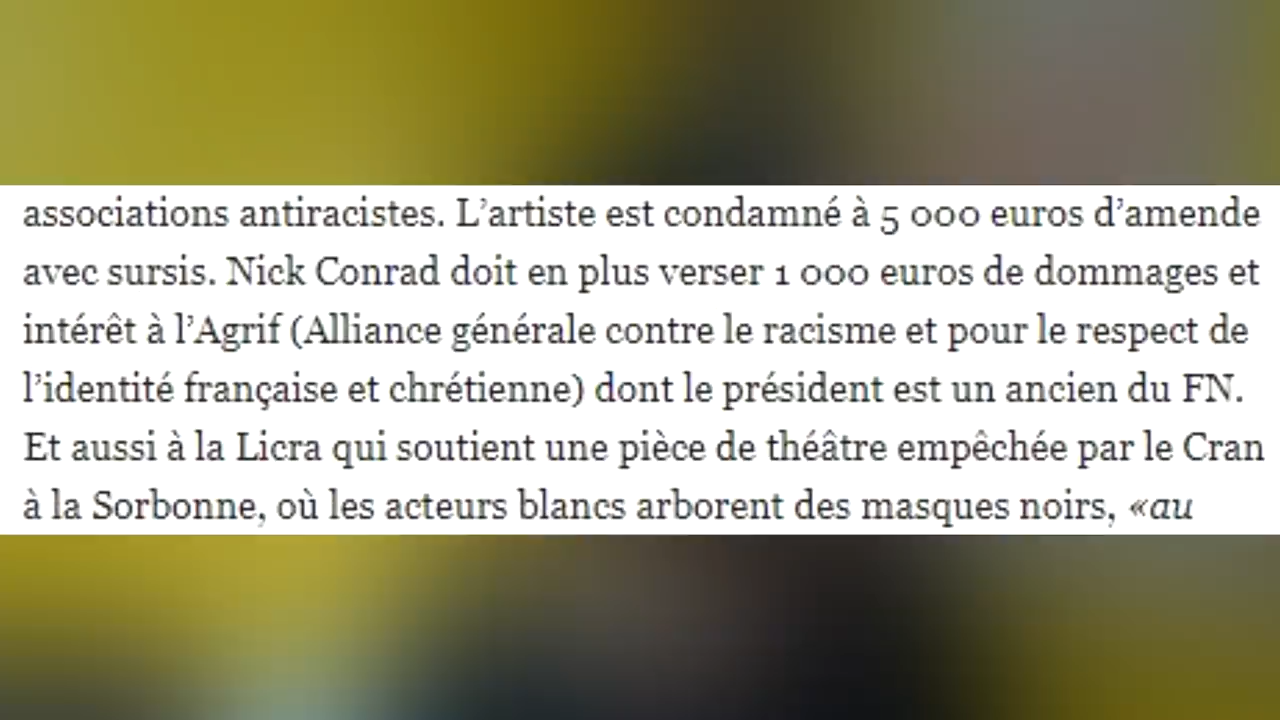 associations antiracistes. L’artiste est condamné à 5 000 euros d’amende
avec sursis. Nick Conrad doit en plus verser 1 000 euros de dommages et
intérêt à l’Agrif (Alliance générale contre le racisme et pour le respect de
l’identité française et chrétienne) dont le président est un ancien du FN.
Et aussi à la Licra qui soutient une pièce de théâtre empêchée par le Cran
à la Sorbonne, où les acteurs blancs arborent des masques noirs, «au